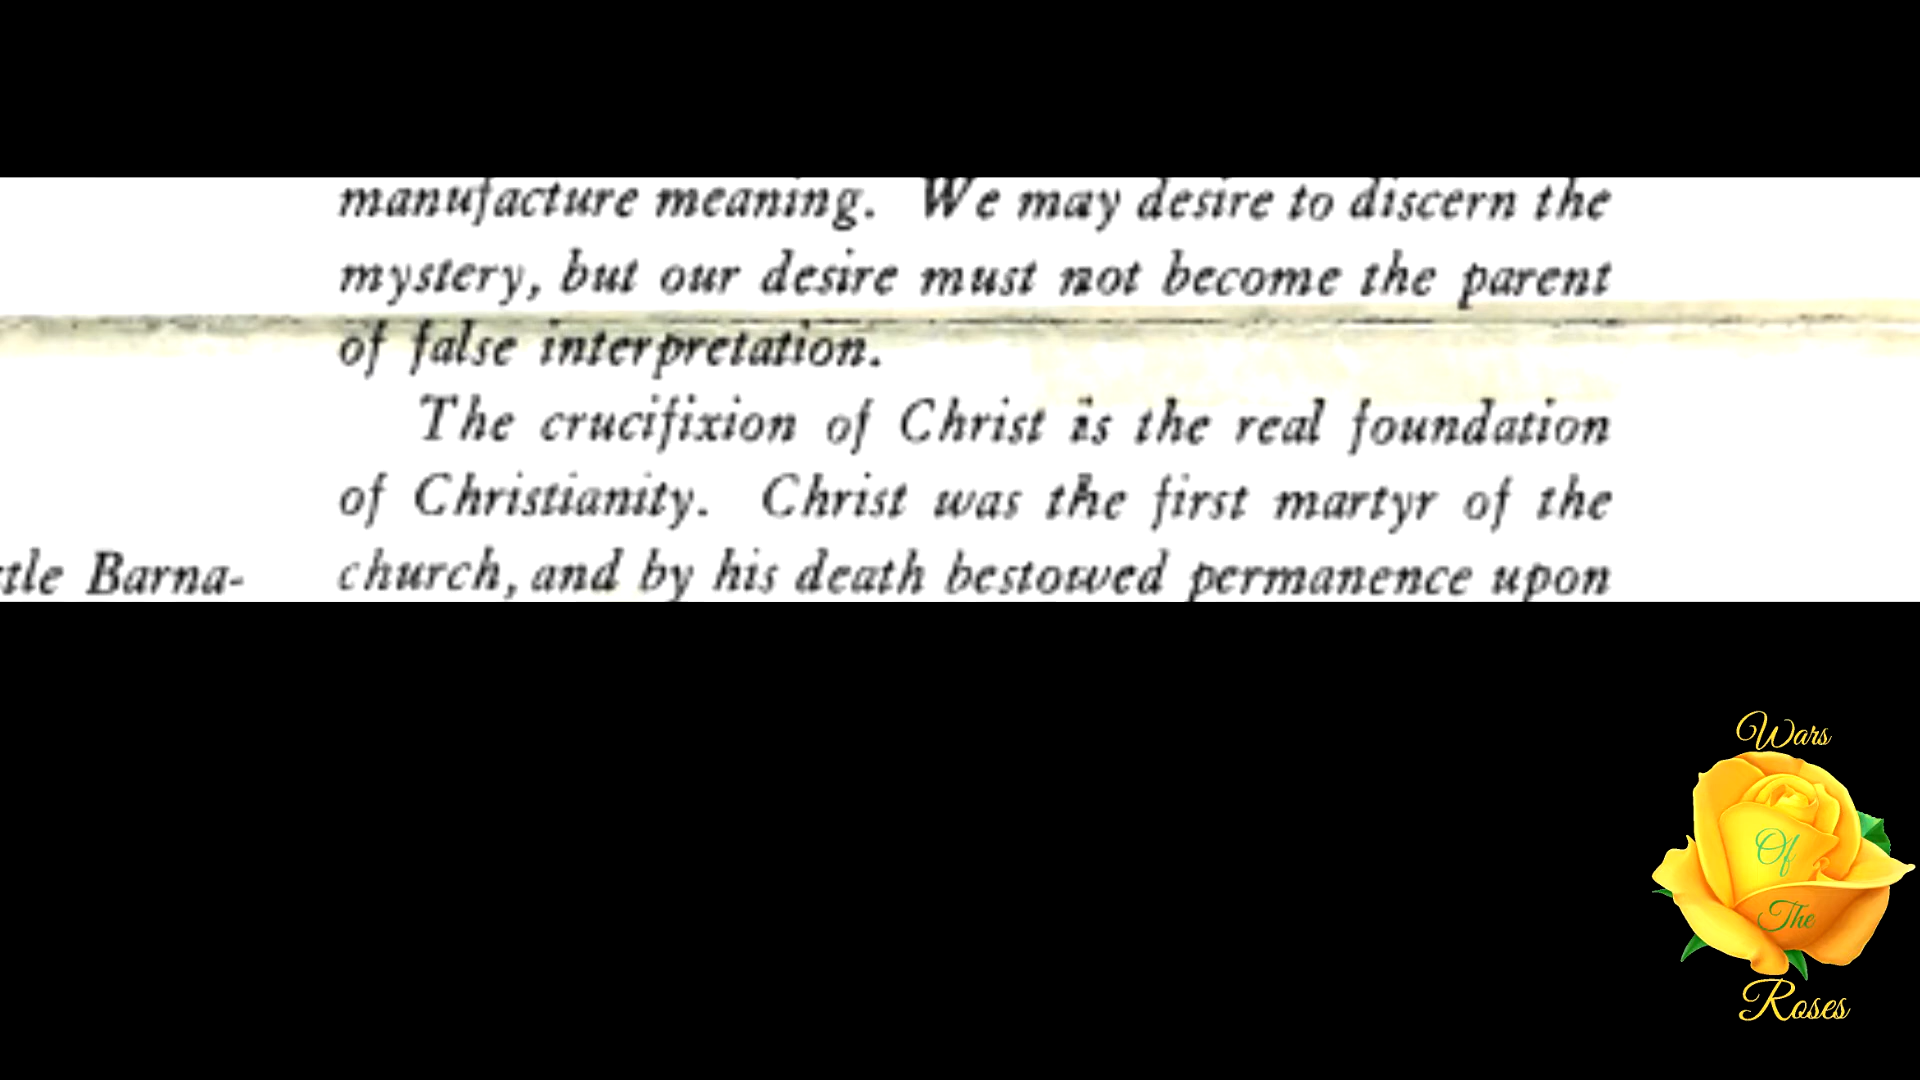 manufacture meaning. We may desire to discern the
mystery, but our desire must not become the parent
of false interpretation.
The crucifixion of Christ is the real foundation
of Christianity. Christ was the first martyr of the
stle Barna-
church, and by his death bestowed permanence upon
Wars
Of
The
Roses